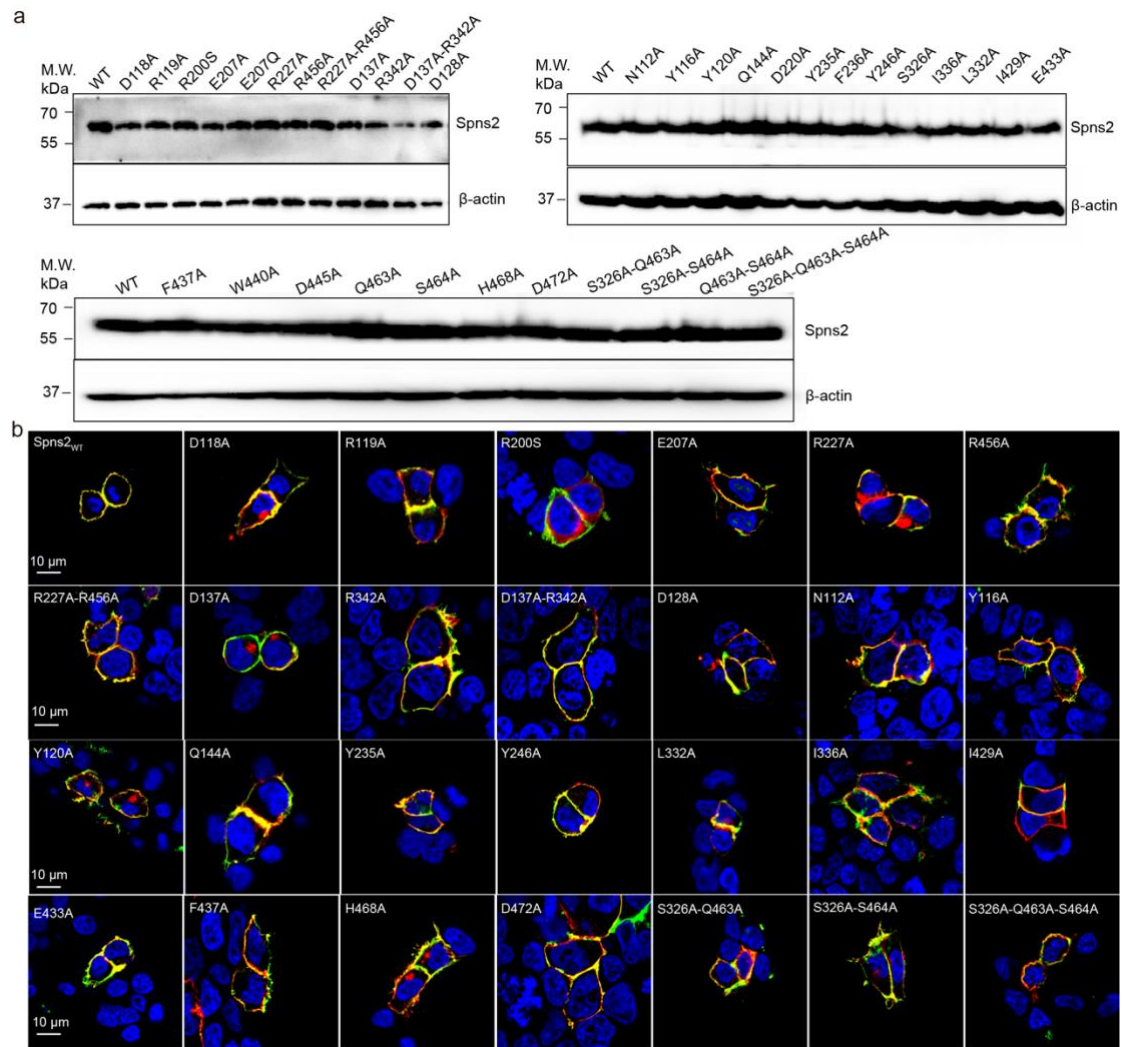 a
M.W.
kDa
WT
D118A
R119A
R200S
E207A
E207Q
R227A
R456A
R227A-R456A
D137A
R342A
D137A-R342A
D128A
70
55
Spns2
37
β-actin
M.W.
kDa
WT
N112A
Y116A
Y120A
Q144A
D220A
Y235A
F236A
Y246A
S326A
I336A
L332A
I429A
E433A
70
55
Spns2
37
β-actin
M.W.
kDa
WT
F437A
W440A
D445A
Q463A
S464A
H468A
D472A
S326A-Q463A
S326A-S464A
Q463A-S464A
S326A-Q463A-S464A
70
55
Spns2
37
β-actin
b
Spns2WT
D118A
R119A
R200S
E207A
R227A
R456A
10 μm
R227A-R456A
D137A
R342A
D137A-R342A
D128A
N112A
Y116A
10 μm
Y120A
Q144A
Y235A
Y246A
L332A
I336A
I429A
10 μm
E433A
F437A
H468A
D472A
S326A-Q463A
S326A-S464A
S326A-Q463A-S464A
10 μm